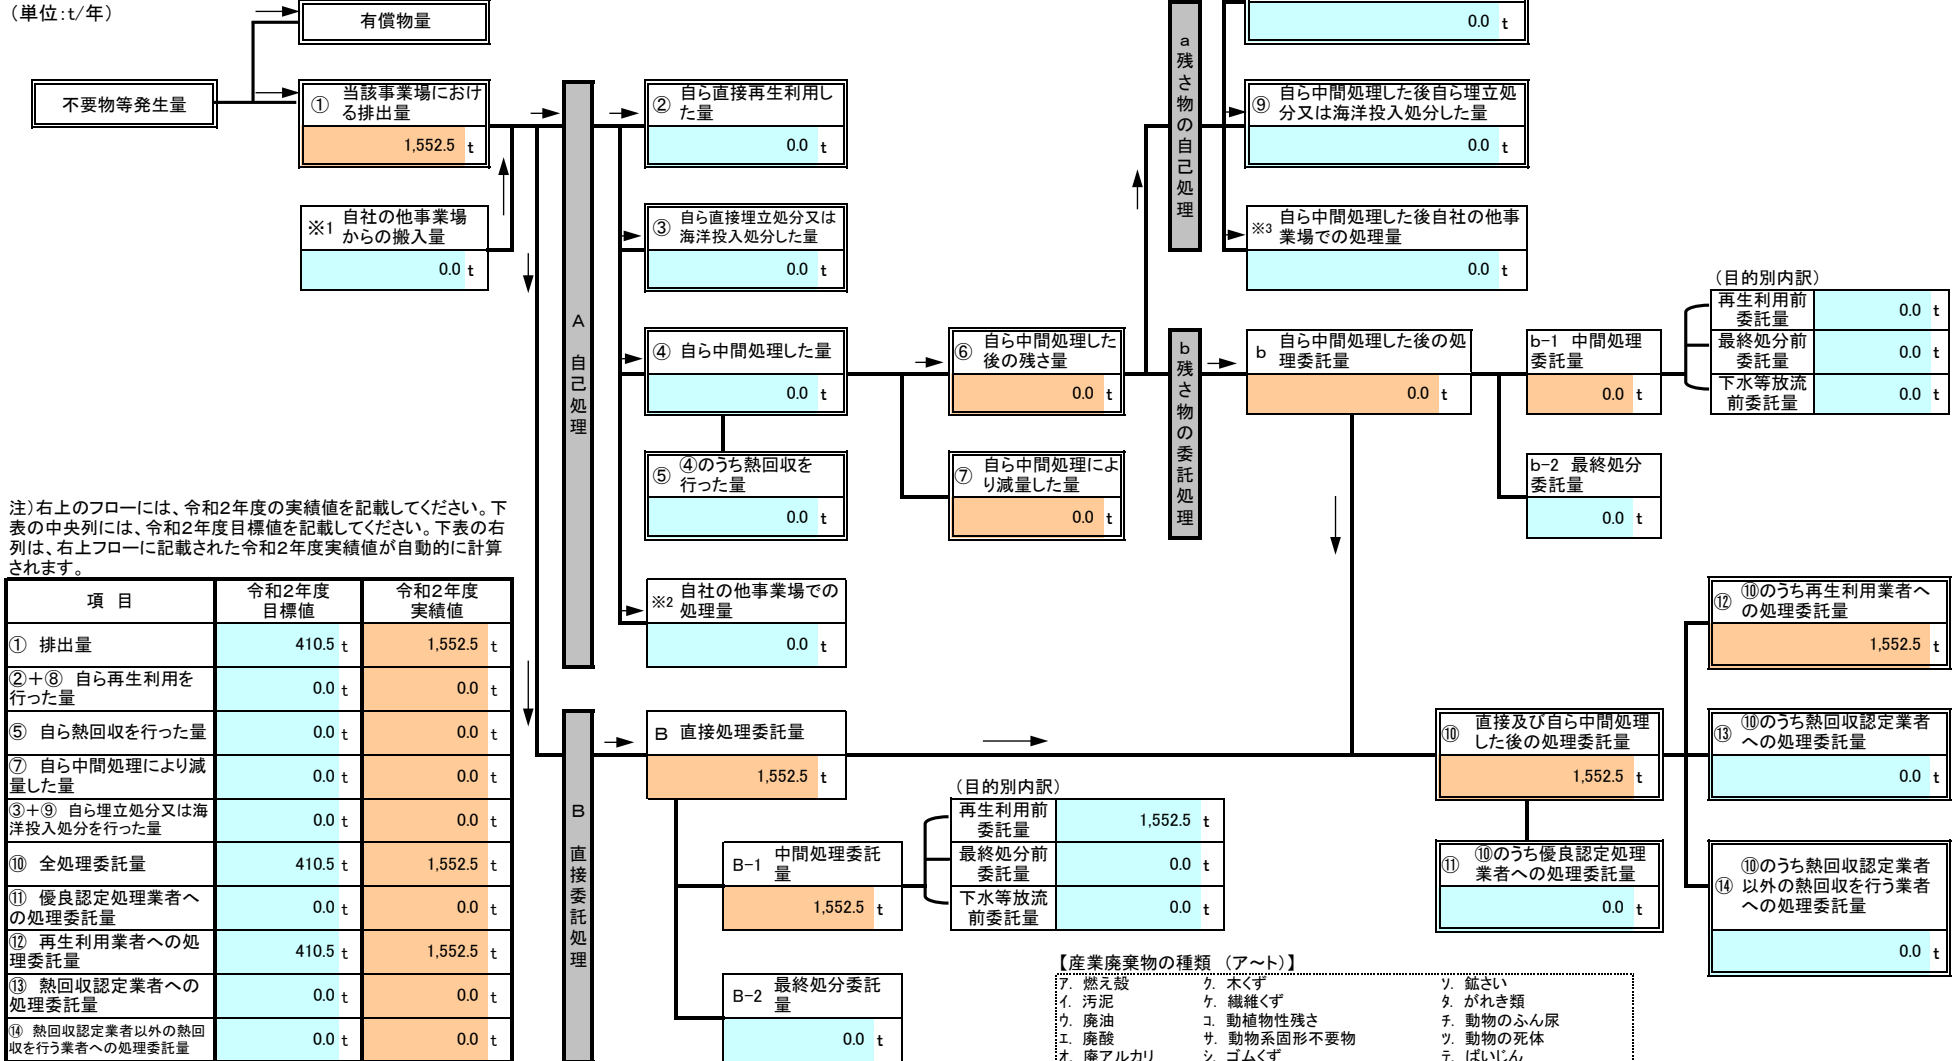 (単位:t/年)
有償物量
不要物等発生量
① 当該事業場におけ
る排出量
1,552.5 t
※1 自社の他事業場
からの搬入量
0.0 t
A 自己処理
② 自ら直接再生利用し
た量
0.0 t
③ 自ら直接埋立処分又は
海洋投入処分した量
0.0 t
④ 自ら中間処理した量
0.0 t
⑤ ④のうち熱回収を
行った量
0.0 t
※2 自社の他事業場での
処理量
0.0 t
⑥ 自ら中間処理した
後の残さ量
0.0 t
⑦ 自ら中間処理によ
り減量した量
0.0 t
a 残さ物の自己処理
0.0 t
⑨ 自ら中間処理した後自ら埋立処
分又は海洋投入処分した量
0.0 t
※3 自ら中間処理した後自社の他事
業場での処理量
0.0 t
b 残さ物の委託処理
b 自ら中間処理した後の処
理委託量
0.0 t
b-1 中間処理
委託量
0.0 t
b-2 最終処分
委託量
0.0 t
(目的別内訳)
再生利用前
委託量
0.0 t
最終処分前
委託量
0.0 t
下水等放流
前委託量
0.0 t
注)右上のフローには、令和2年度の実績値を記載してください。下
表の中央列には、令和2年度目標値を記載してください。下表の右
列は、右上フローに記載された令和2年度実績値が自動的に計算
されます。
項 目 令和2年度 令和2年度
目標値 実績値
① 排出量 410.5 t 1,552.5 t
②+⑧ 自ら再生利用を
行った量 0.0 t 0.0 t
⑤ 自ら熱回収を行った量 0.0 t 0.0 t
⑦ 自ら中間処理により減
量した量 0.0 t 0.0 t
③+⑨ 自ら埋立処分又は海
洋投入処分を行った量 0.0 t 0.0 t
⑩ 全処理委託量 410.5 t 1,552.5 t
⑪ 優良認定処理業者へ
の処理委託量 0.0 t 0.0 t
⑫ 再生利用業者への処
理委託量 410.5 t 1,552.5 t
⑬ 熱回収認定業者への
処理委託量 0.0 t 0.0 t
⑭ 熱回収認定業者以外の熱回
収を行う業者への処理委託量 0.0 t 0.0 t
B 直接委託処理
B 直接処理委託量
1,552.5 t
B-1 中間処理委託
量
1,552.5 t
B-2 最終処分委託
量
0.0 t
(目的別内訳)
再生利用前
委託量
1,552.5 t
最終処分前
委託量
0.0 t
下水等放流
前委託量
0.0 t
⑩ 直接及び自ら中間処理
した後の処理委託量
1,552.5 t
⑪ ⑩のうち優良認定処理
業者への処理委託量
0.0 t
⑫ ⑩のうち再生利用業者へ
の処理委託量
1,552.5 t
⑬ ⑩のうち熱回収認定業者
への処理委託量
0.0 t
⑭ ⑩のうち熱回収認定業者
以外の熱回収を行う業者
への処理委託量
0.0 t
【産業廃棄物の種類 (ア~ト)】
ア. 燃え殻 ク. 木くず ソ. 鉱さい
イ. 汚泥 ケ. 繊維くず タ. がれき類
ウ. 廃油 コ. 動植物性残さ チ. 動物のふん尿
エ. 廃酸 サ. 動物系固形不要物 ツ. 動物の死体
オ. 廃アルカリ シ. ゴムくず テ. ばいじん